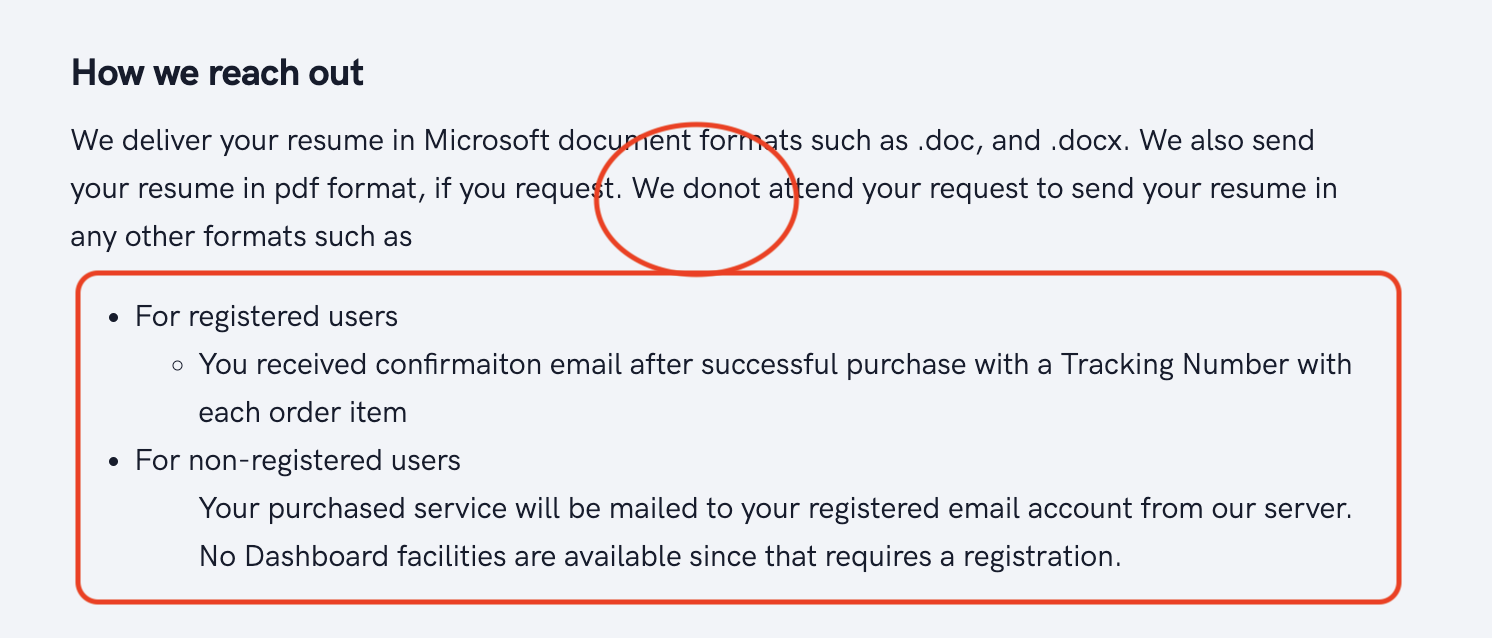 How we reach out
We deliver your resume in Microsoft document formats such as .doc, and .docx. We also send
your resume in pdf format, if you request. We donot attend your request to send your resume in
any other formats such as
• For registered users
◦ You received confirmaiton email after successful purchase with a Tracking Number with
each order item
• For non-registered users
Your purchased service will be mailed to your registered email account from our server.
No Dashboard facilities are available since that requires a registration.